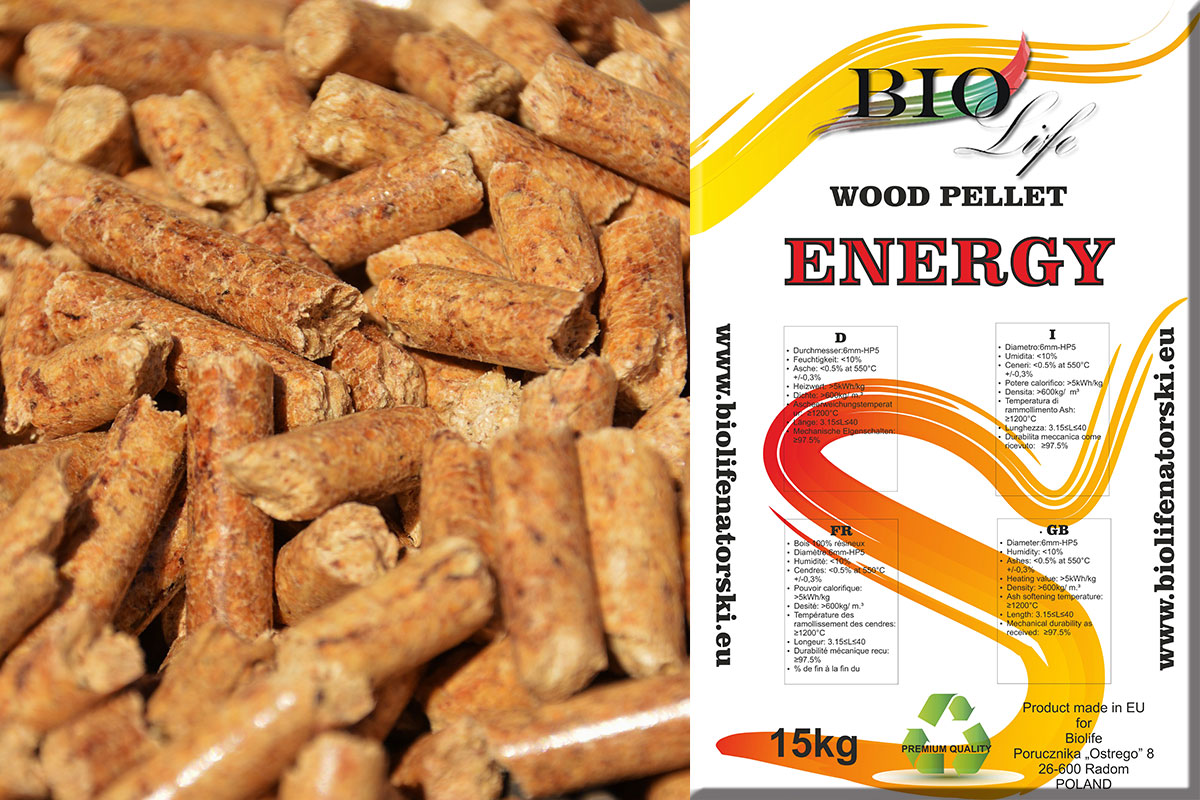 BIO
Life
WOOD PELLET
ENERGY
www.biolifenatorski.eu
D
• Durchmesser:6mm-HP5
• Feuchtigkeit: <10%
• Asche: <0.5% at 550°C
+/-0,3%
• Heizwert: >5kWh/kg
• Dichte: >600kg/ m.³
• Ascheerweichungstemperat
ur: ≥1200°C
• Länge: 3.15≤L≤40
• Mechanische Eigenschaften:
≥97.5%
I
• Diametro:6mm-HP5
• Umidita: <10%
• Ceneri: <0.5% at 550°C
+/-0,3%
• Potere calorifico: >5kWh/kg
• Densita: >600kg/ m³
• Temperatura di
rammollimento Ash:
≥1200°C
• Lunghezza: 3.15≤L≤40
• Durabilita meccanica come
ricevuto: ≥97.5%
FR
• Bois 100% résineux
• Diamètre:6mm-HP5
• Humidité: <10%
• Cendres: <0.5% at 550°C
+/-0,3%
• Pouvoir calorifique:
>5kWh/kg
• Desité: >600kg/ m.³
• Température des
ramollissement des cendres:
≥1200°C
• Longeur: 3.15≤L≤40
• Durabilité mécanique recu:
≥97.5%
• % de fin à la fin du
GB
• Diameter:6mm-HP5
• Humidity: <10%
• Ashes: <0.5% at 550°C
+/-0,3%
• Heating value: >5kWh/kg
• Density: >600kg/ m.³
• Ash softening temperature:
≥1200°C
• Length: 3.15≤L≤40
• Mechanical durability as
received: ≥97.5%
www.biolifenatorski.eu
15kg
PREMIUM QUALITY
Product made in EU
for
Biolife
Porucznika „Ostrego” 8
26-600 Radom
POLAND